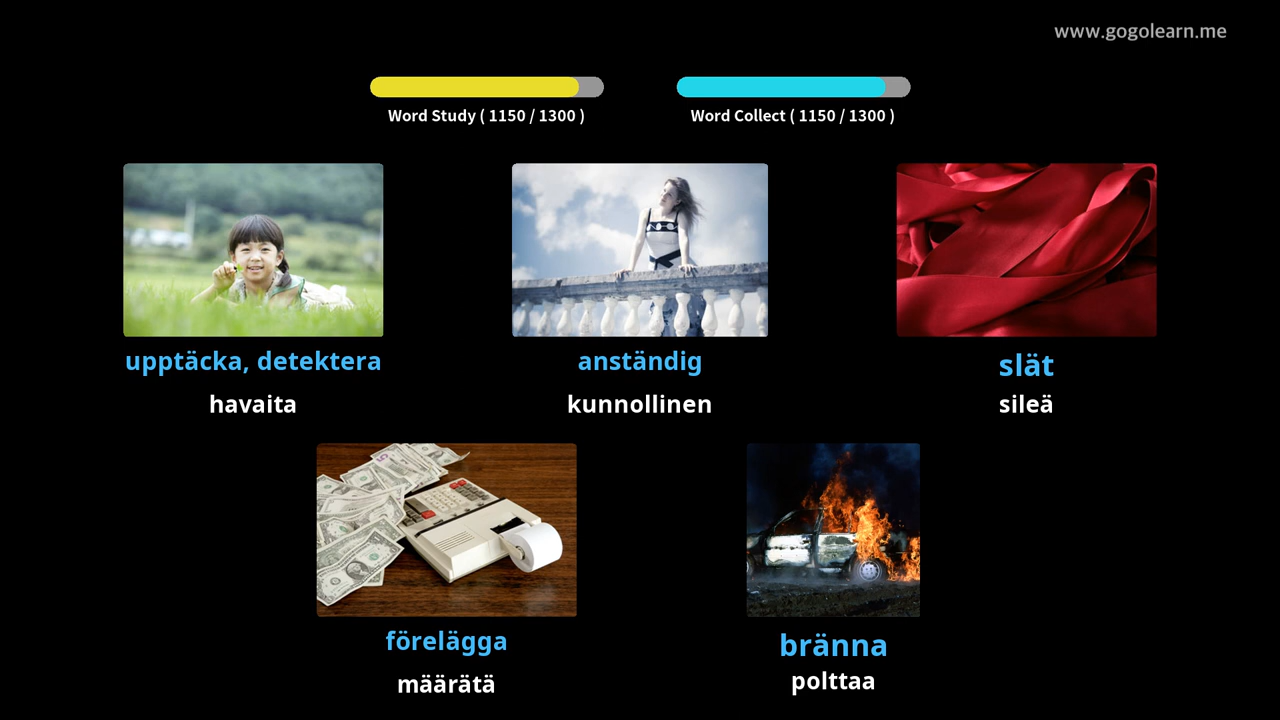 www.gogolearn.me
Word Study ( 1150 / 1300 )
Word Collect ( 1150 / 1300 )
upptäcka, detektera
havaita
anständig
kunnollinen
slät
sileä
förelägga
määrätä
bränna
polttaa